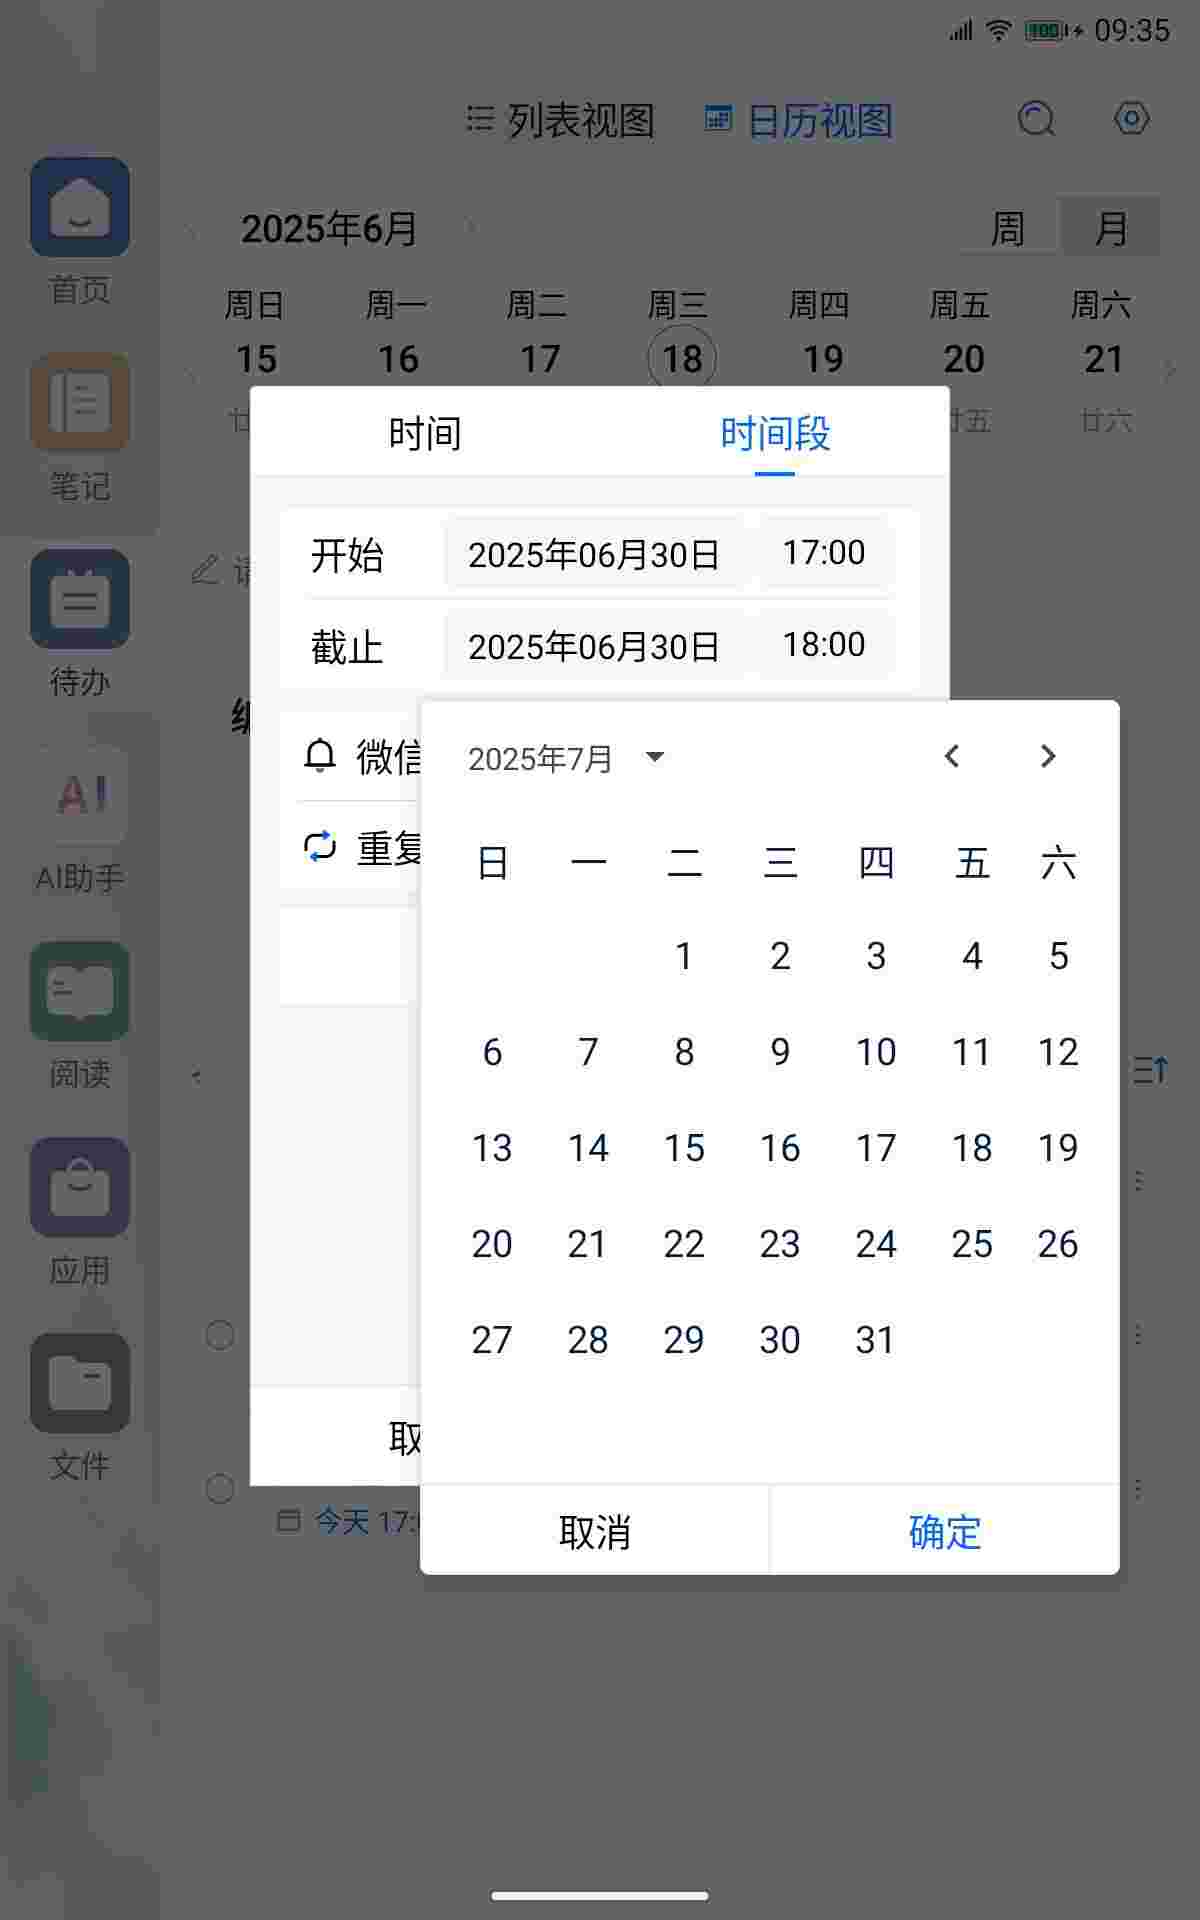 100 09:35
列表视图 日历视图
2025年6月 周 月
周日 周一 周二 周三 周四 周五 周六
15 16 17 18 19 20 21
廿五 廿六
首页
笔记
待办
AI
AI助手
阅读
应用
文件
时间 时间段
开始 2025年06月30日 17:00
截止 2025年06月30日 18:00
微信
重复
取
今天 17:
2025年7月
日 一 二 三 四 五 六
1 2 3 4 5
6 7 8 9 10 11 12
13 14 15 16 17 18 19
20 21 22 23 24 25 26
27 28 29 30 31
取消 确定